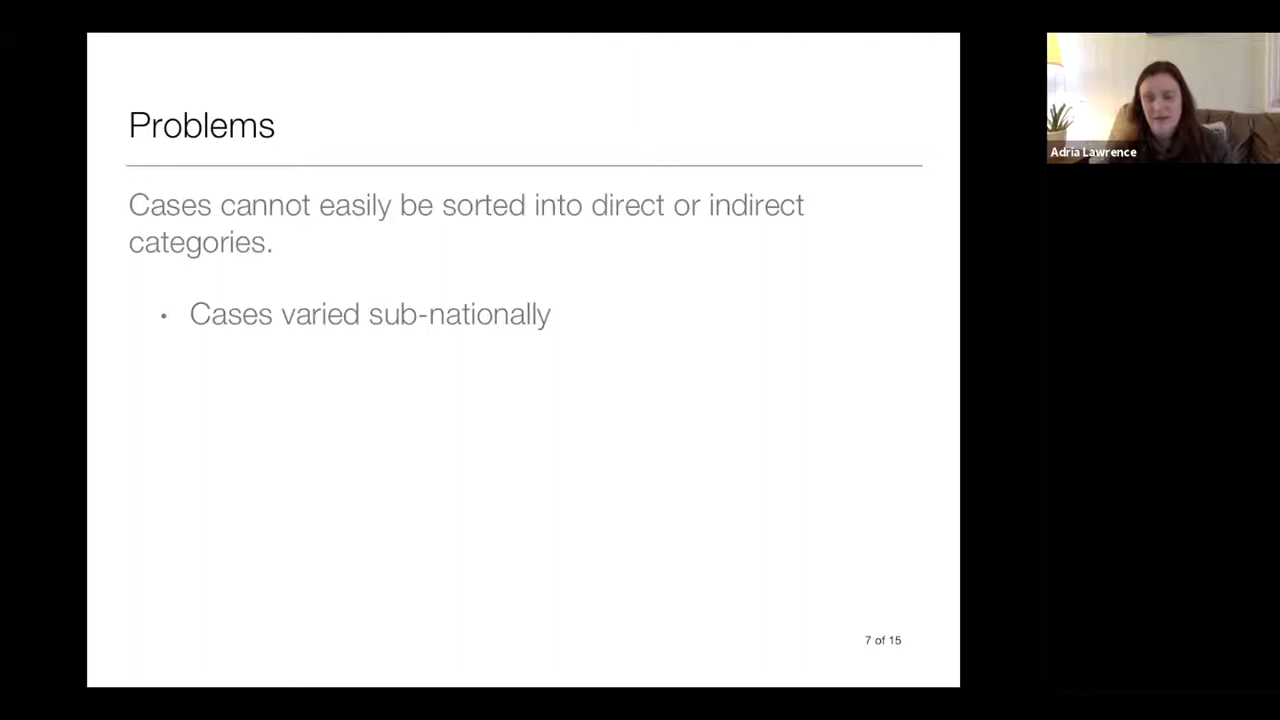 Problems
Cases cannot easily be sorted into direct or indirect
categories.
• Cases varied sub-nationally
7 of 15
Adria Lawrence